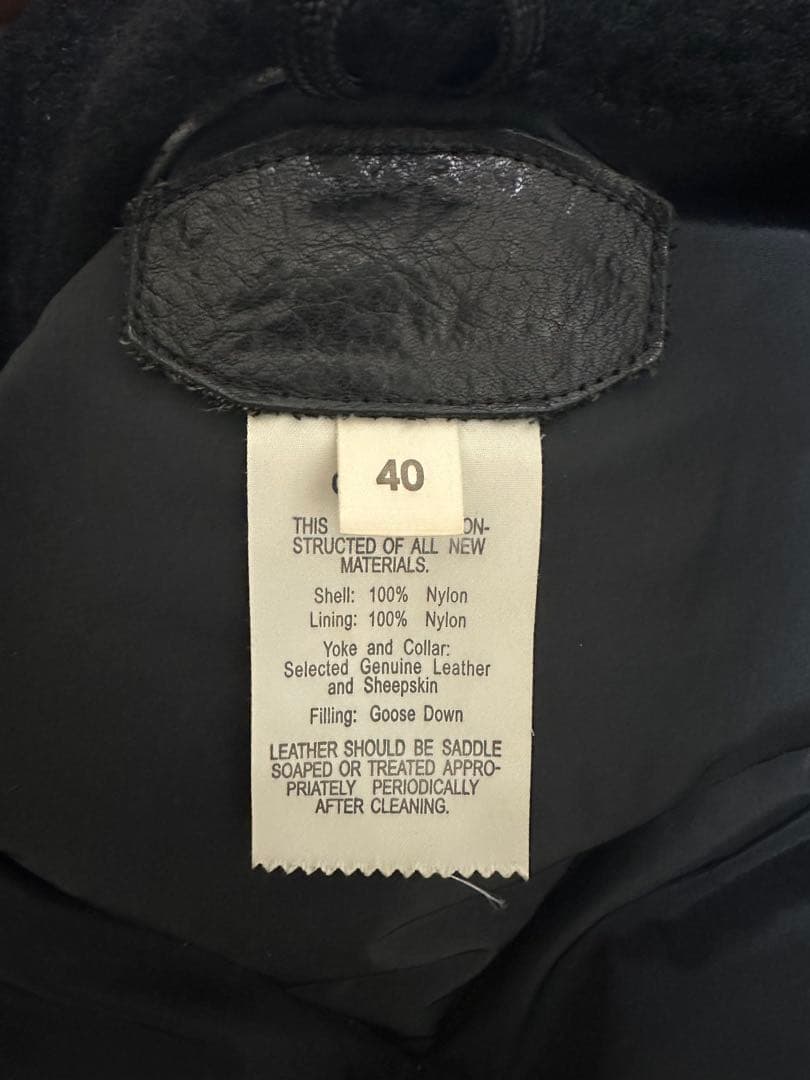 40
THIS ON-
STRUCTED OF ALL NEW
MATERIALS.
Shell: 100% Nylon
Lining: 100% Nylon
Yoke and Collar:
Selected Genuine Leather
and Sheepskin
Filling: Goose Down
LEATHER SHOULD BE SADDLE
SOAPED OR TREATED APPRO-
PRIATELY PERIODICALLY
AFTER CLEANING.